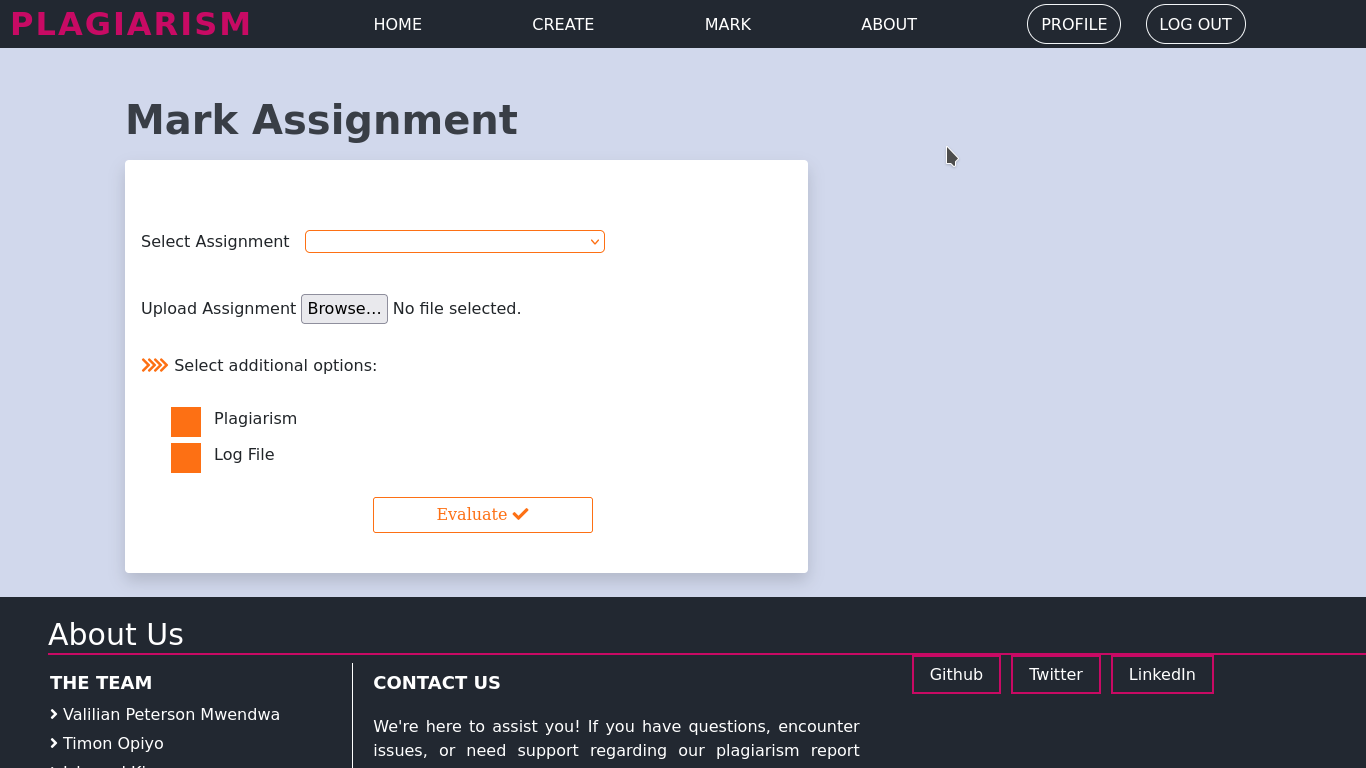 PLAGIARISM HOME CREATE MARK ABOUT PROFILE LOG OUT
Mark Assignment
Select Assignment
Upload Assignment Browse... No file selected.
Select additional options:
Plagiarism
Log File
Evaluate
About Us
Github Twitter LinkedIn
THE TEAM
Valilian Peterson Mwendwa
Timon Opiyo
CONTACT US
We're here to assist you! If you have questions, encounter
issues, or need support regarding our plagiarism report